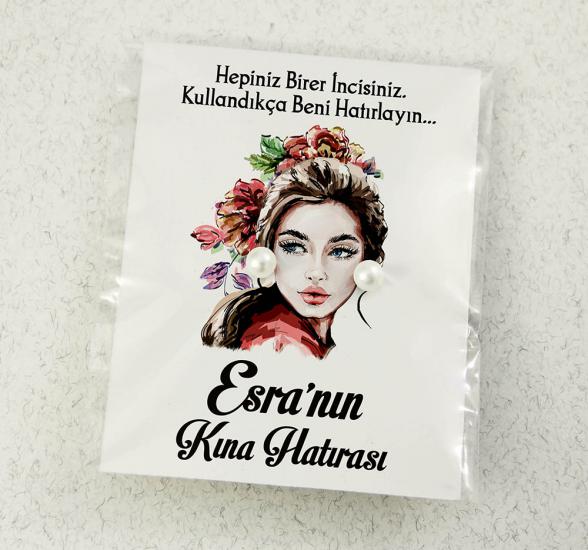 Hepiniz Birer İncisiniz.
Kullandıkça Beni Hatırlayın...
Esra'nın
Kına Hatırası